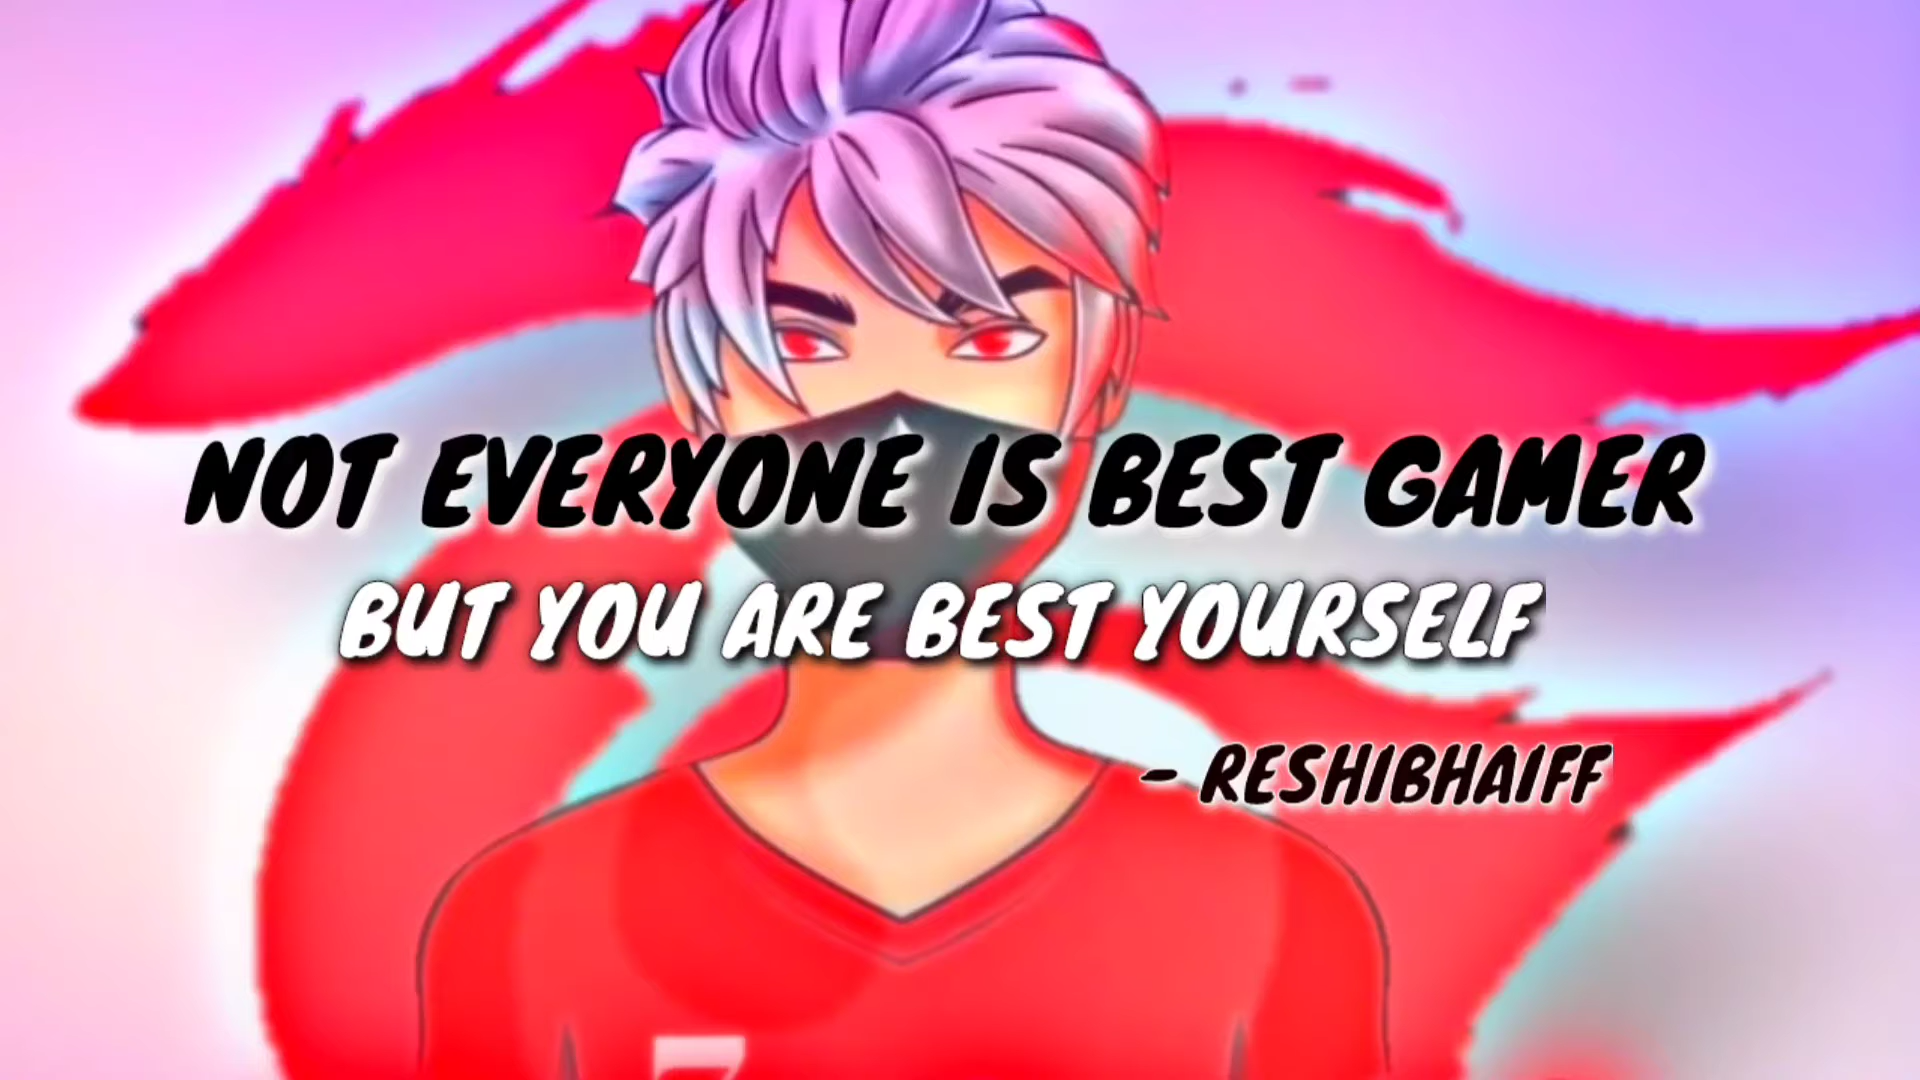 NOT EVERYONE IS BEST GAMER
BUT YOU ARE BEST YOURSELF
- RESHIBHAIFF